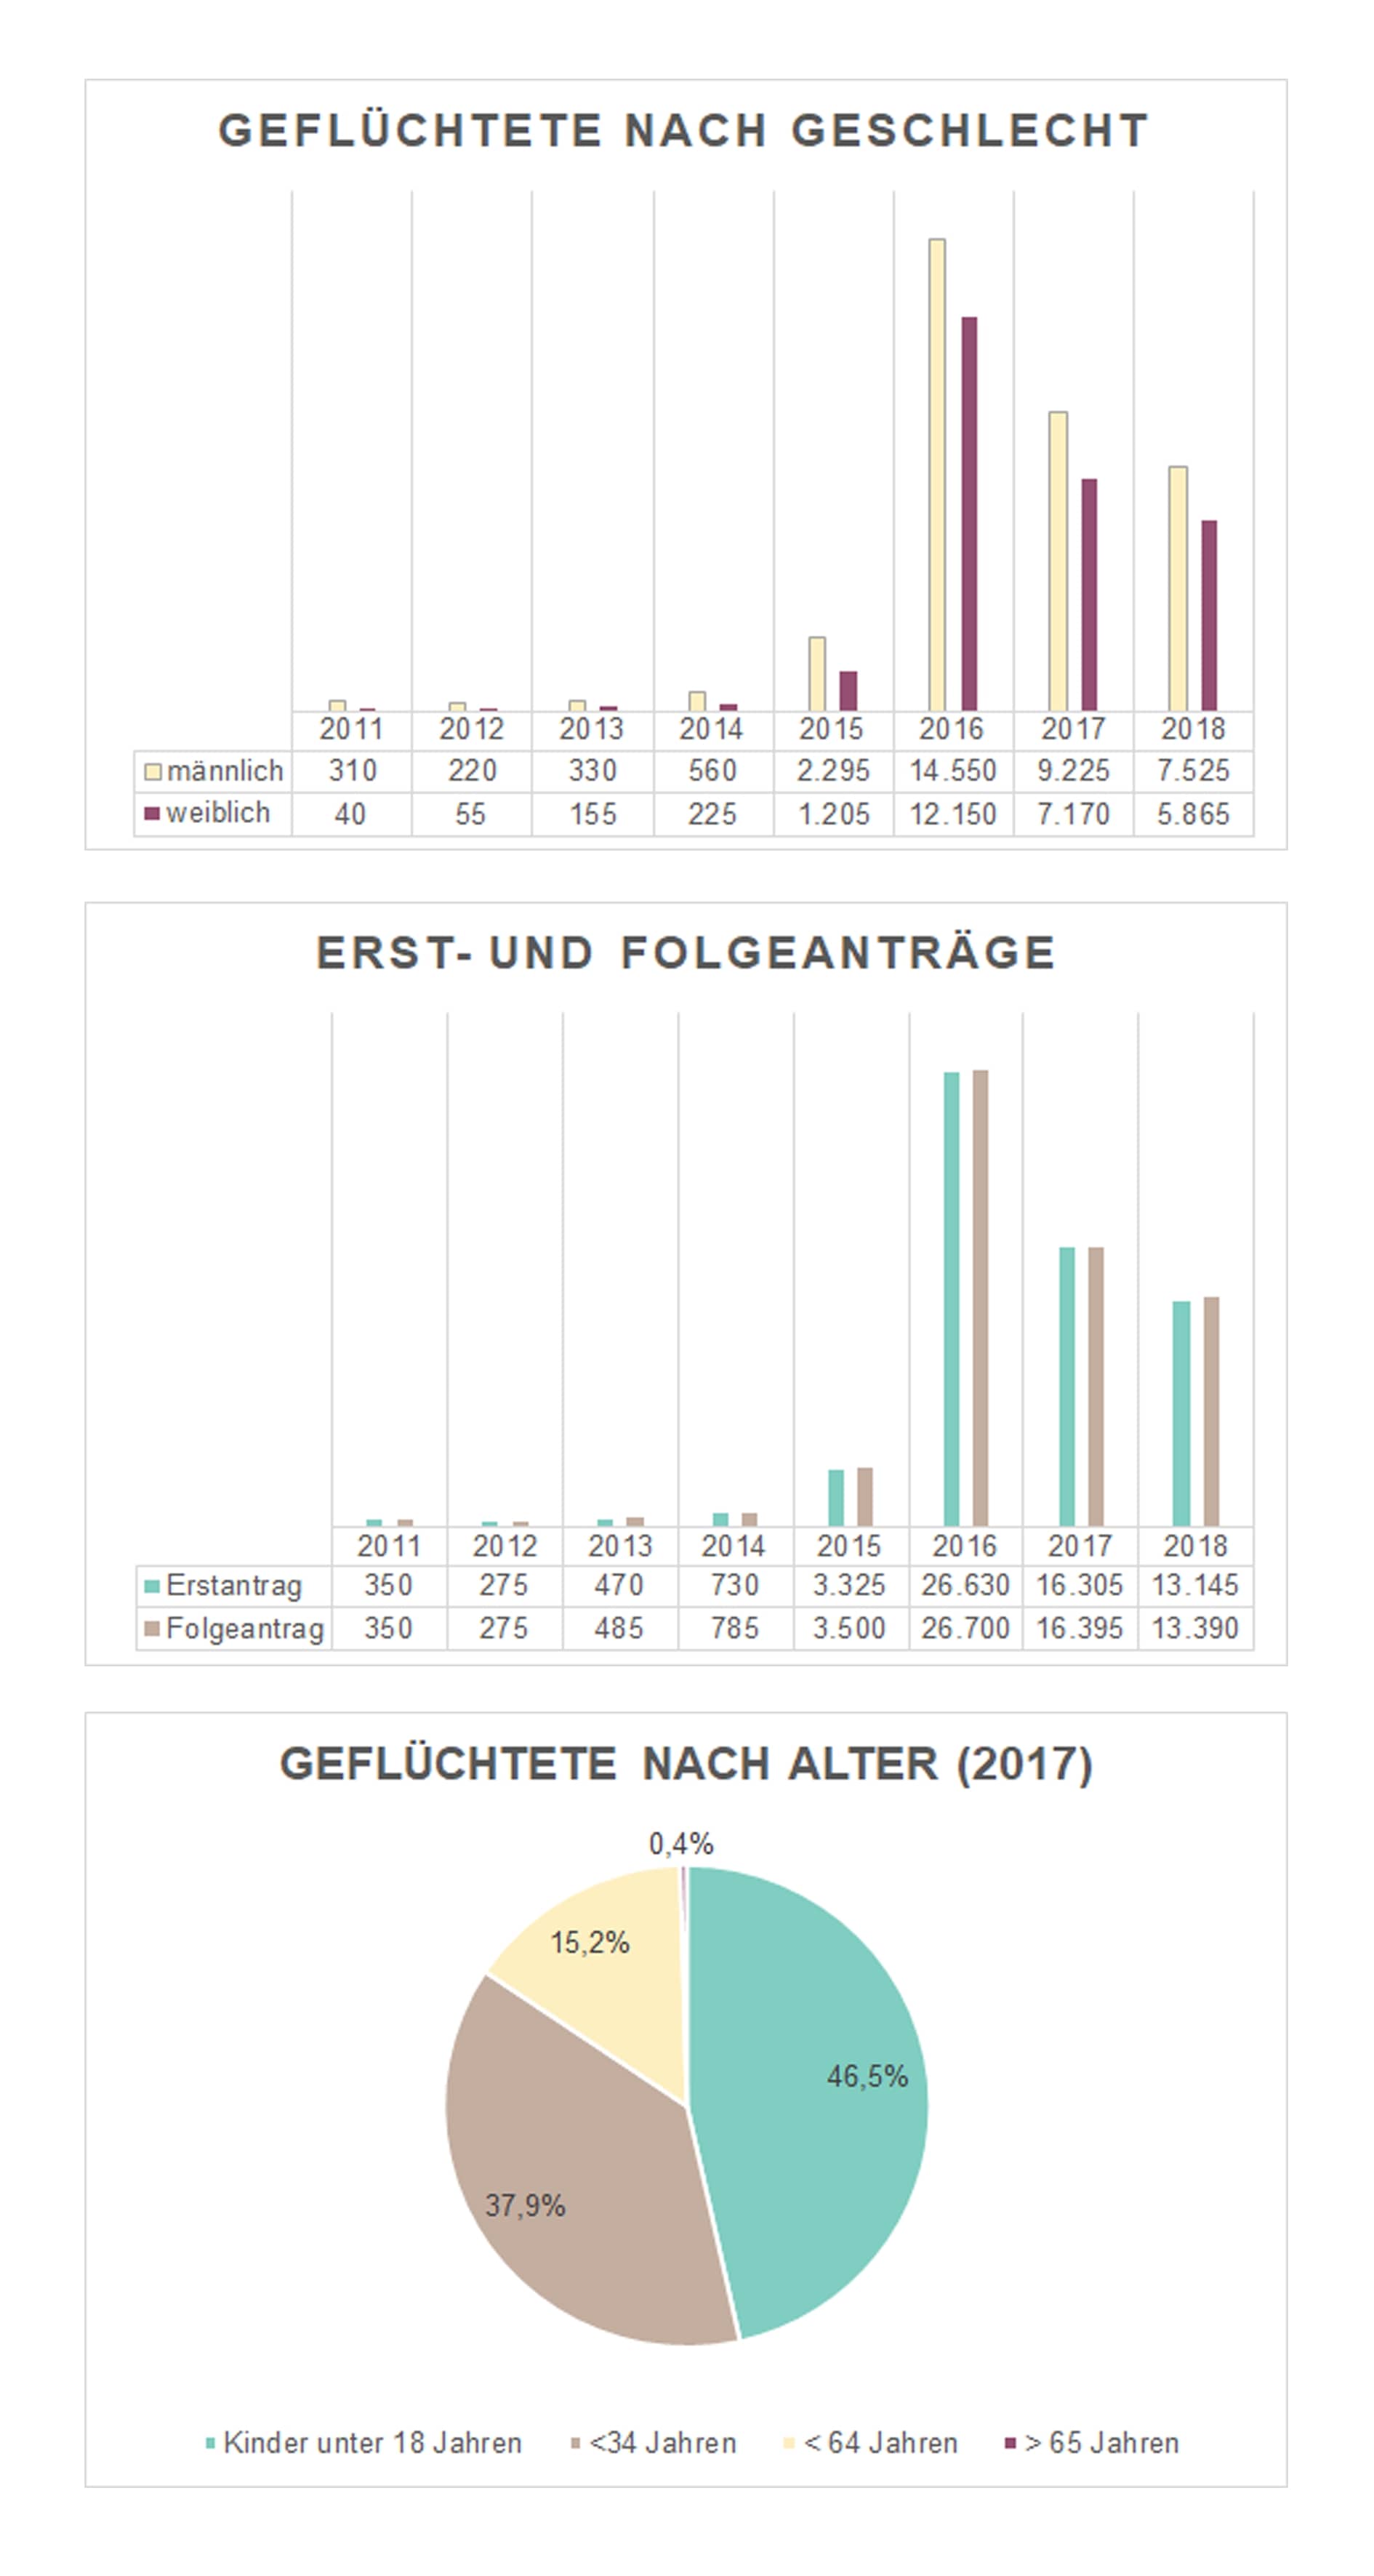 GEFLÜCHTETE NACH GESCHLECHT
2011 2012 2013 2014 2015 2016 2017 2018
männlich 310 220 330 560 2.295 14.550 9.225 7.525
weiblich 40 55 155 225 1.205 12.150 7.170 5.865
ERST- UND FOLGEANTRÄGE
2011 2012 2013 2014 2015 2016 2017 2018
Erstantrag 350 275 470 730 3.325 26.630 16.305 13.145
Folgeantrag 350 275 485 785 3.500 26.700 16.395 13.390
GEFLÜCHTETE NACH ALTER (2017)
0,4%
15,2%
46,5%
37,9%
Kinder unter 18 Jahren <34 Jahren < 64 Jahren > 65 Jahren